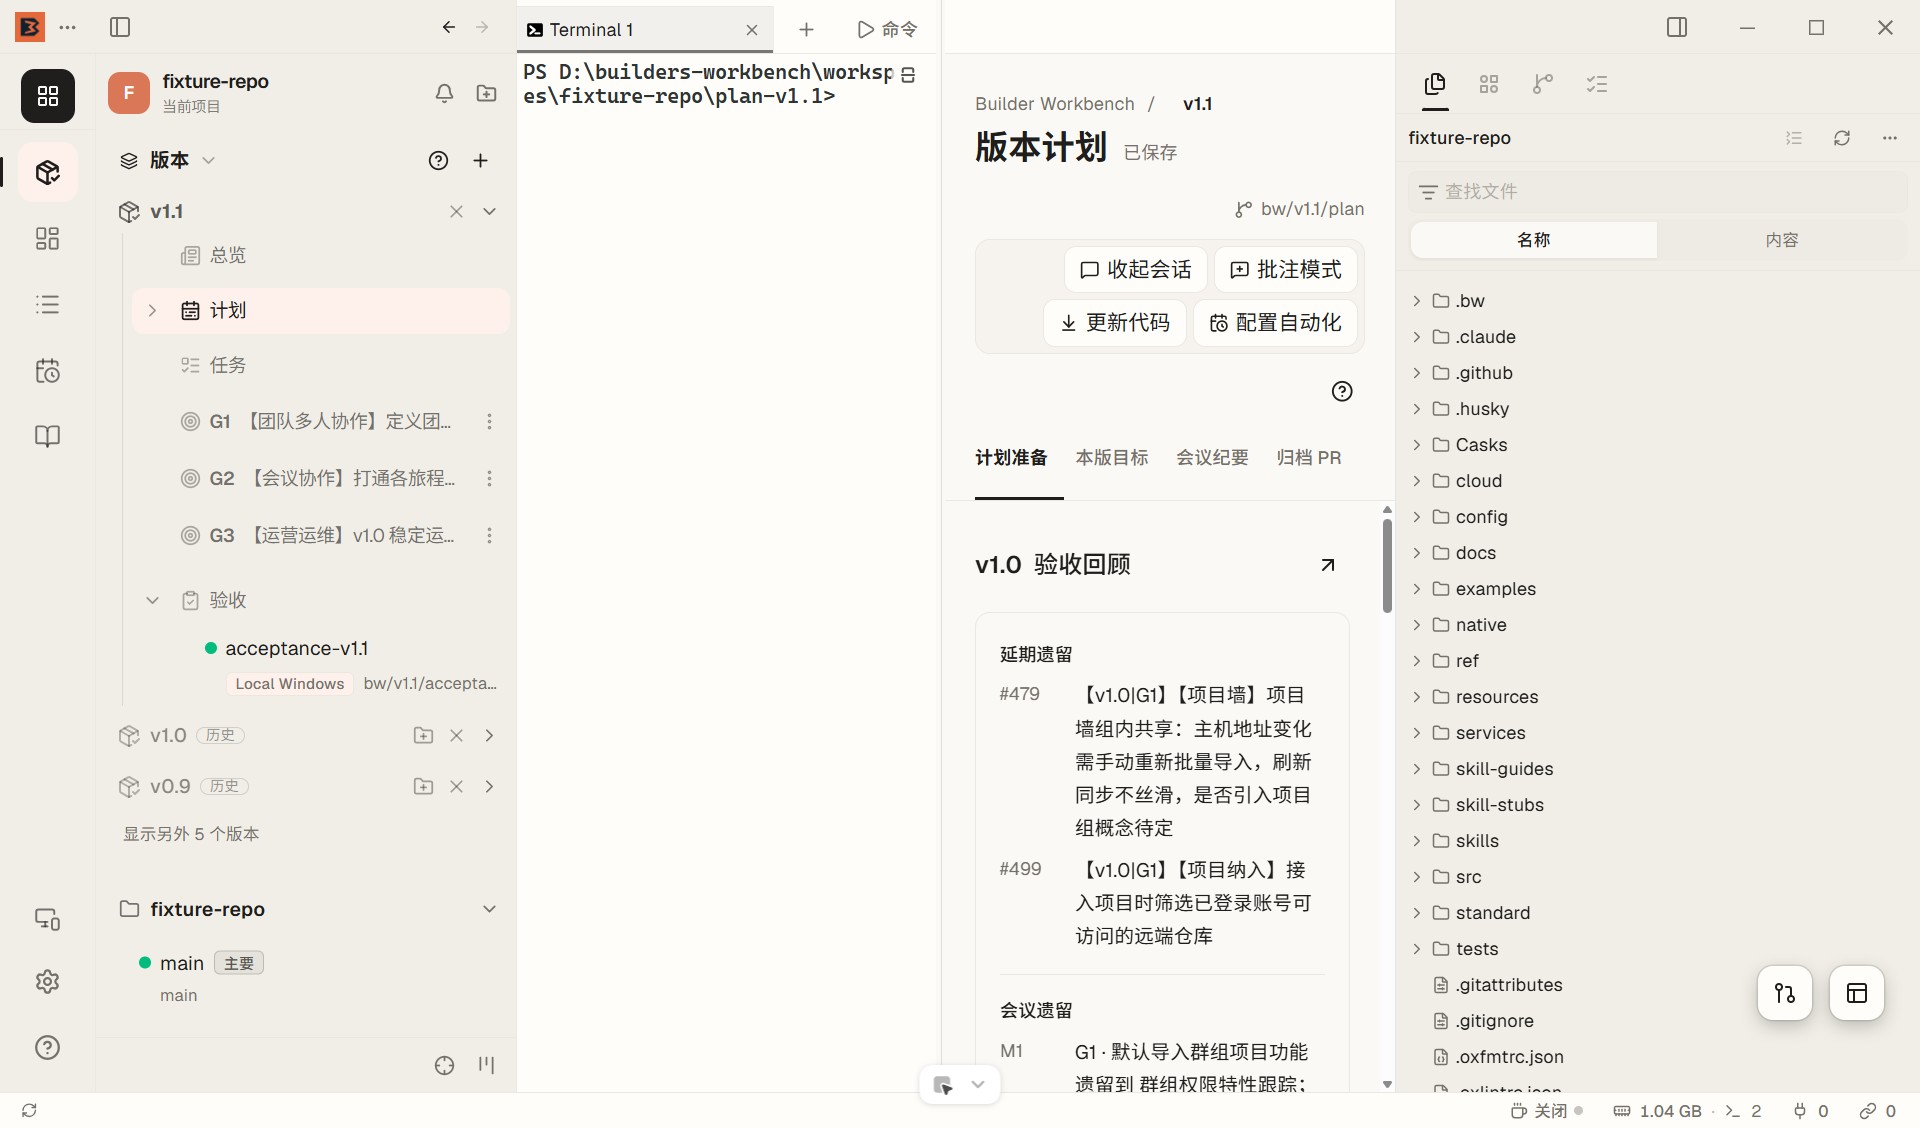 fixture-repo
当前项目
F
版本
v1.1
总览
计划
任务
G1 【团队多人协作】定义团...
G2 【会议协作】打通各旅程...
G3 【运营运维】v1.0 稳定运...
验收
acceptance-v1.1
Local Windows bw/v1.1/accepta...
v1.0 历史
v0.9 历史
显示另外 5 个版本
fixture-repo
main 主要
main
Terminal 1
命令
PS D:\builders-workbench\worksp
es\fixture-repo\plan-v1.1>
Builder Workbench / v1.1
版本计划 已保存
bw/v1.1/plan
收起会话 批注模式
更新代码 配置自动化
计划准备 本版目标 会议纪要 归档 PR
v1.0 验收回顾
延期遗留
#479 【v1.0|G1】【项目墙】项目
墙组内共享：主机地址变化
需手动重新批量导入，刷新
同步不丝滑，是否引入项目
组概念待定
#499 【v1.0|G1】【项目纳入】接
入项目时筛选已登录账号可
访问的远端仓库
会议遗留
M1 G1 · 默认导入群组项目功能
遗留到 群组权限特性跟踪；
fixture-repo
查找文件
名称 内容
.bw
.claude
.github
.husky
Casks
cloud
config
docs
examples
native
ref
resources
services
skill-guides
skill-stubs
skills
src
standard
tests
.gitattributes
.gitignore
.oxfmtrc.json
.oxlintrc.json
关闭 1.04 GB · 2 0 0